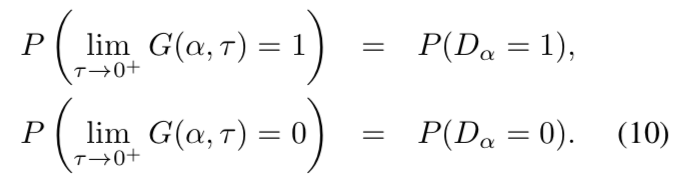 P ( lim_{τ→0⁺} G(α, τ) = 1 ) = P(D_α = 1),
P ( lim_{τ→0⁺} G(α, τ) = 0 ) = P(D_α = 0). (10)